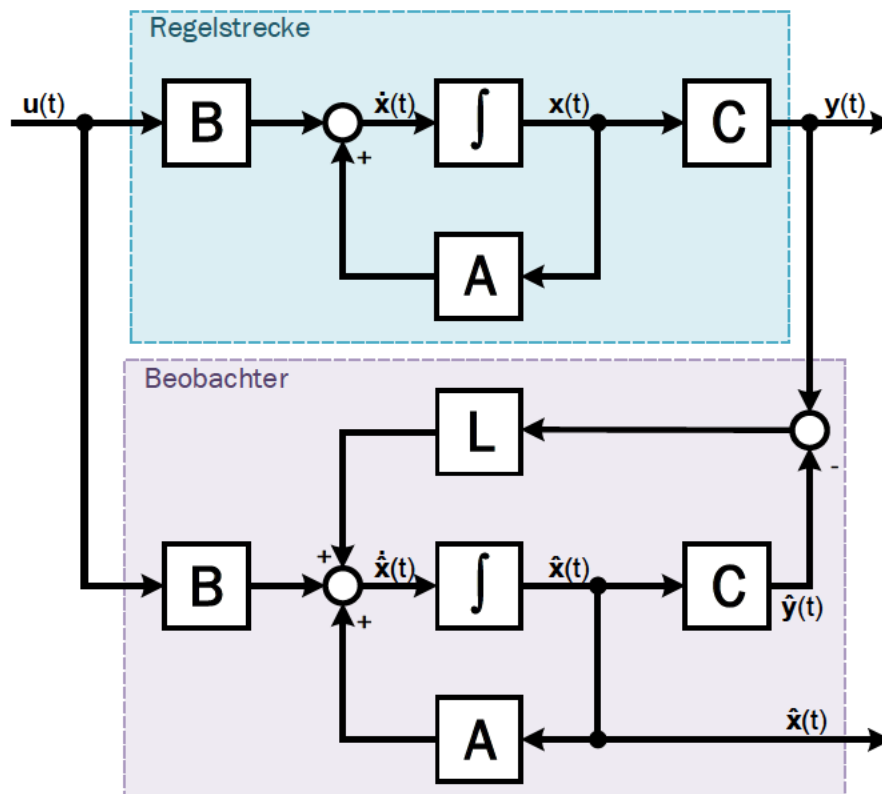 Regelstrecke
u(t)
B
ẋ(t)
∫
x(t)
C
y(t)
+
A
Beobachter
L
-
+
B
x̂̇(t)
∫
x̂(t)
C
ŷ(t)
+
A
x̂(t)